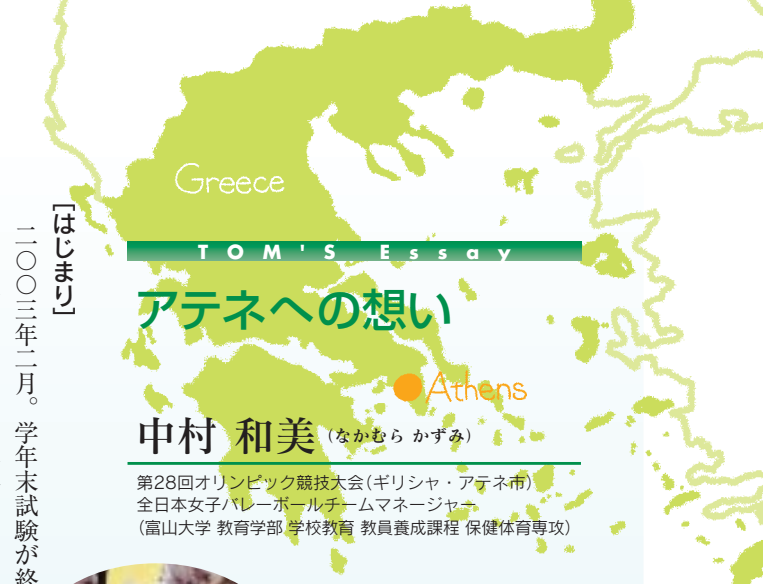 Greece
TOM'S Essay
アテネへの想い
Athens
中村 和美（なかむら かずみ）
第28回オリンピック競技大会（ギリシャ・アテネ市）
全日本女子バレーボールチームマネージャー
（富山大学 教育学部 学校教育 教員養成課程 保健体育専攻）
［はじまり］
二〇〇三年二月。学年末試験が終